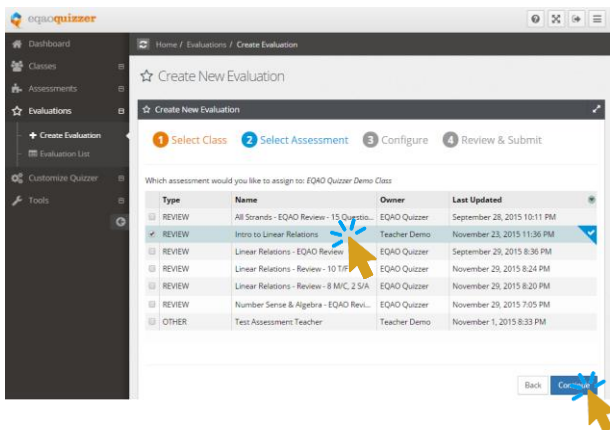 eqaoquizzer
Dashboard
Home / Evaluations / Create Evaluation
Classes
Create New Evaluation
Assessments
Evaluations
Create New Evaluation
Create Evaluation
1 Select Class 2 Select Assessment 3 Configure 4 Review & Submit
Evaluation List
Customize Quizzer
Which assessment would you like to assign to: EQAO Quizzer Demo Class
Tools
Type Name Owner Last Updated
REVIEW All Strands - EQAO Review - 15 Questio... EQAO Quizzer September 28, 2015 10:11 PM
REVIEW Intro to Linear Relations Teacher Demo November 23, 2015 11:36 PM
REVIEW Linear Relations - EQAO Review EQAO Quizzer September 29, 2015 8:36 PM
REVIEW Linear Relations - Review - 10 T/F EQAO Quizzer November 29, 2015 8:24 PM
REVIEW Linear Relations - Review - 8 M/C, 2 S/A EQAO Quizzer November 29, 2015 8:20 PM
REVIEW Number Sense & Algebra - EQAO Revi... EQAO Quizzer November 29, 2015 7:05 PM
OTHER Test Assessment Teacher Teacher Demo November 1, 2015 8:33 PM
Back Continue